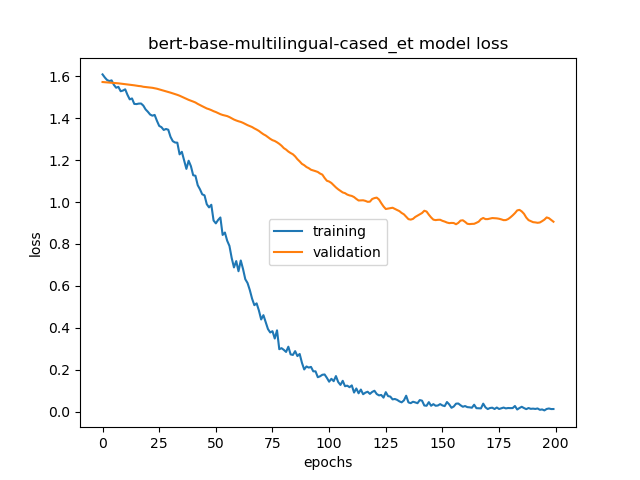 bert-base-multilingual-cased_et model loss
1.6
1.4
1.2
1.0
0.8
0.6
0.4
0.2
0.0
loss
training
validation
0 25 50 75 100 125 150 175 200
epochs